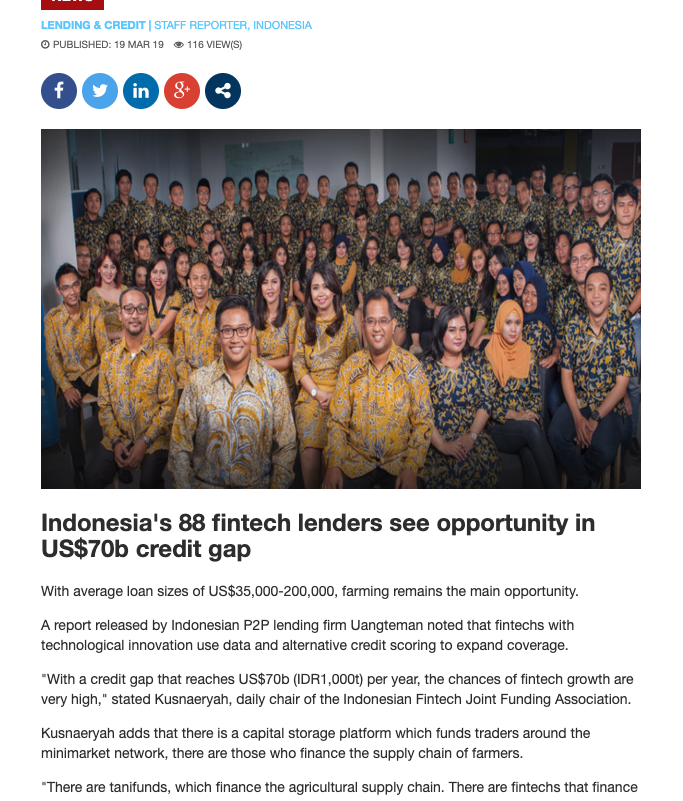 LENDING & CREDIT | STAFF REPORTER, INDONESIA
PUBLISHED: 19 MAR 19 116 VIEW(S)
Indonesia's 88 fintech lenders see opportunity in
US$70b credit gap
With average loan sizes of US$35,000-200,000, farming remains the main opportunity.
A report released by Indonesian P2P lending firm Uangteman noted that fintechs with
technological innovation use data and alternative credit scoring to expand coverage.
"With a credit gap that reaches US$70b (IDR1,000t) per year, the chances of fintech growth are
very high," stated Kusnaeryah, daily chair of the Indonesian Fintech Joint Funding Association.
Kusnaeryah adds that there is a capital storage platform which funds traders around the
minimarket network, there are those who finance the supply chain of farmers.
"There are tanifunds, which finance the agricultural supply chain. There are fintechs that finance